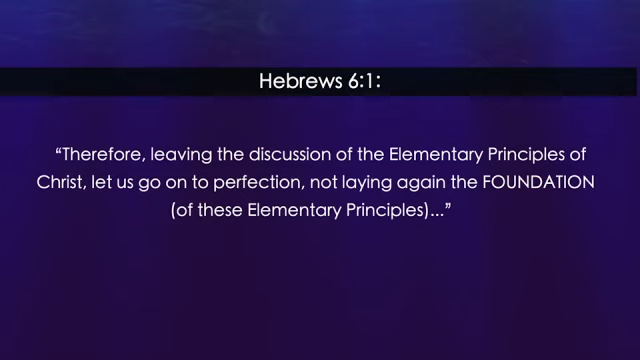 Hebrews 6:1:
“Therefore, leaving the discussion of the Elementary Principles of
Christ, let us go on to perfection, not laying again the FOUNDATION
(of these Elementary Principles)...”